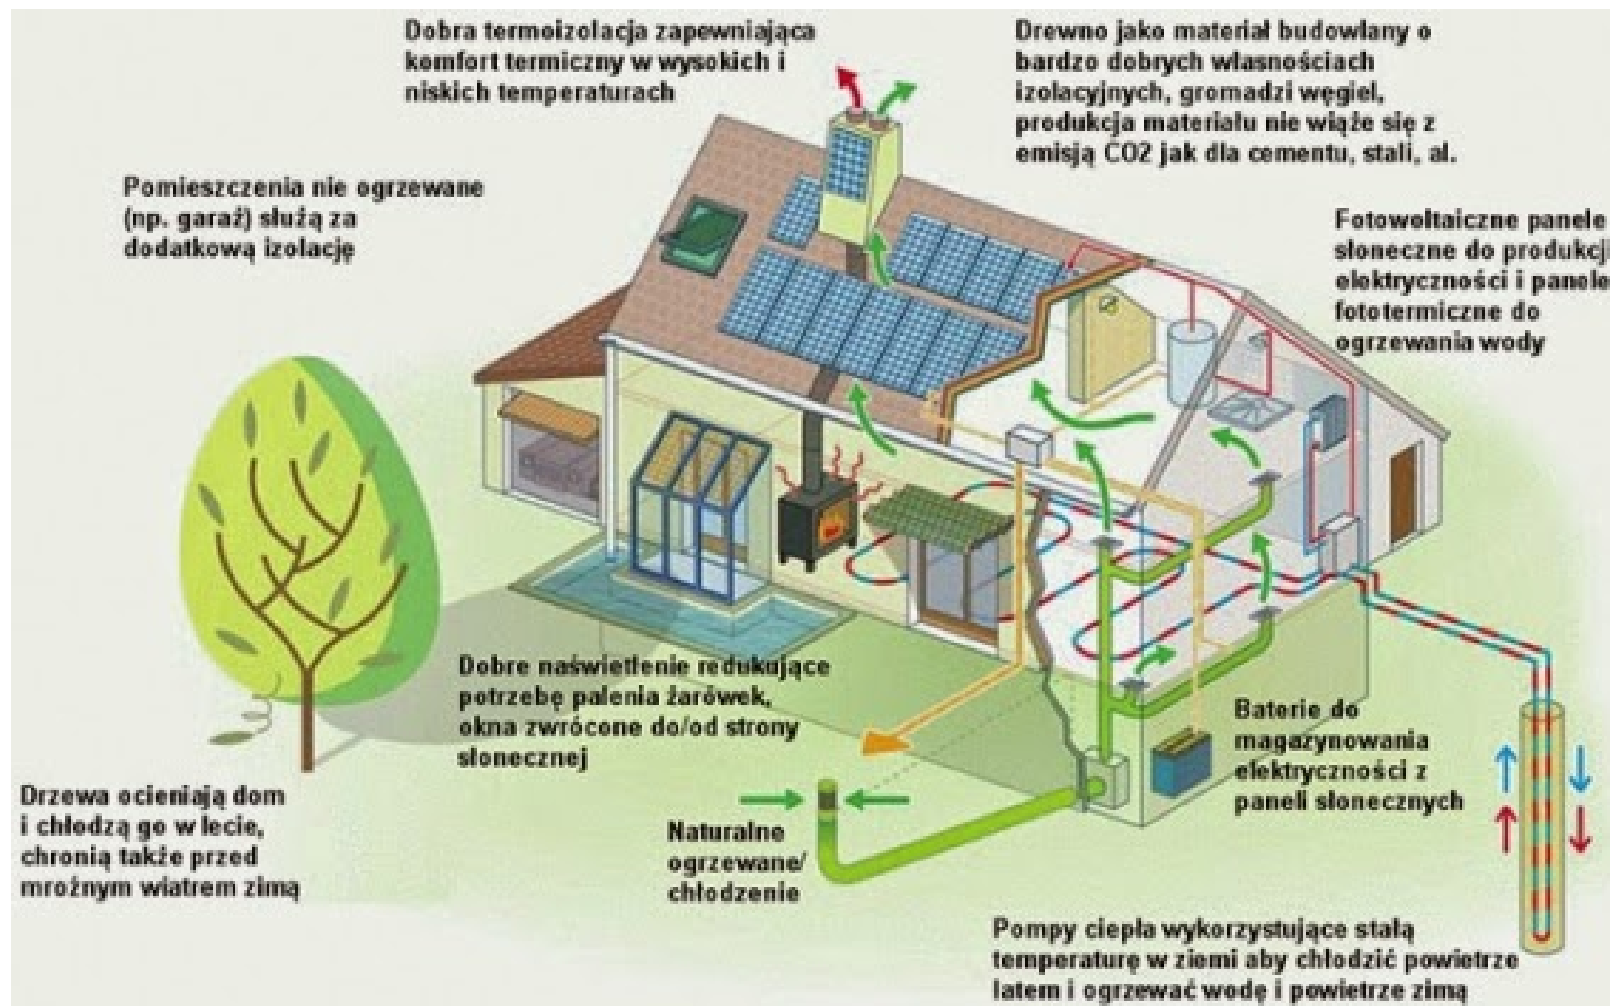 Dobra termoizolacja zapewniająca
komfort termiczny w wysokich i
niskich temperaturach
Drewno jako materiał budowlany o
bardzo dobrych własnościach
izolacyjnych, gromadzi węgiel,
produkcja materiału nie wiąże się z
emisją CO2 jak dla cementu, stali, al.
Pomieszczenia nie ogrzewane
(np. garaż) służą za
dodatkową izolację
Fotowoltaiczne panele
słoneczne do produkcji
elektryczności i panele
fototermiczne do
ogrzewania wody
Dobre naświetlenie redukujące
potrzebę palenia żarówek,
okna zwrócone do/od strony
słonecznej
Baterie do
magazynowania
elektryczności z
paneli słonecznych
Drzewa ocieniają dom
i chłodzą go w lecie,
chronią także przed
mroźnym wiatrem zimą
Naturalne
ogrzewane/
chłodzenie
Pompy ciepła wykorzystujące stałą
temperaturę w ziemi aby chłodzić powietrze
latem i ogrzewać wodę i powietrze zimą